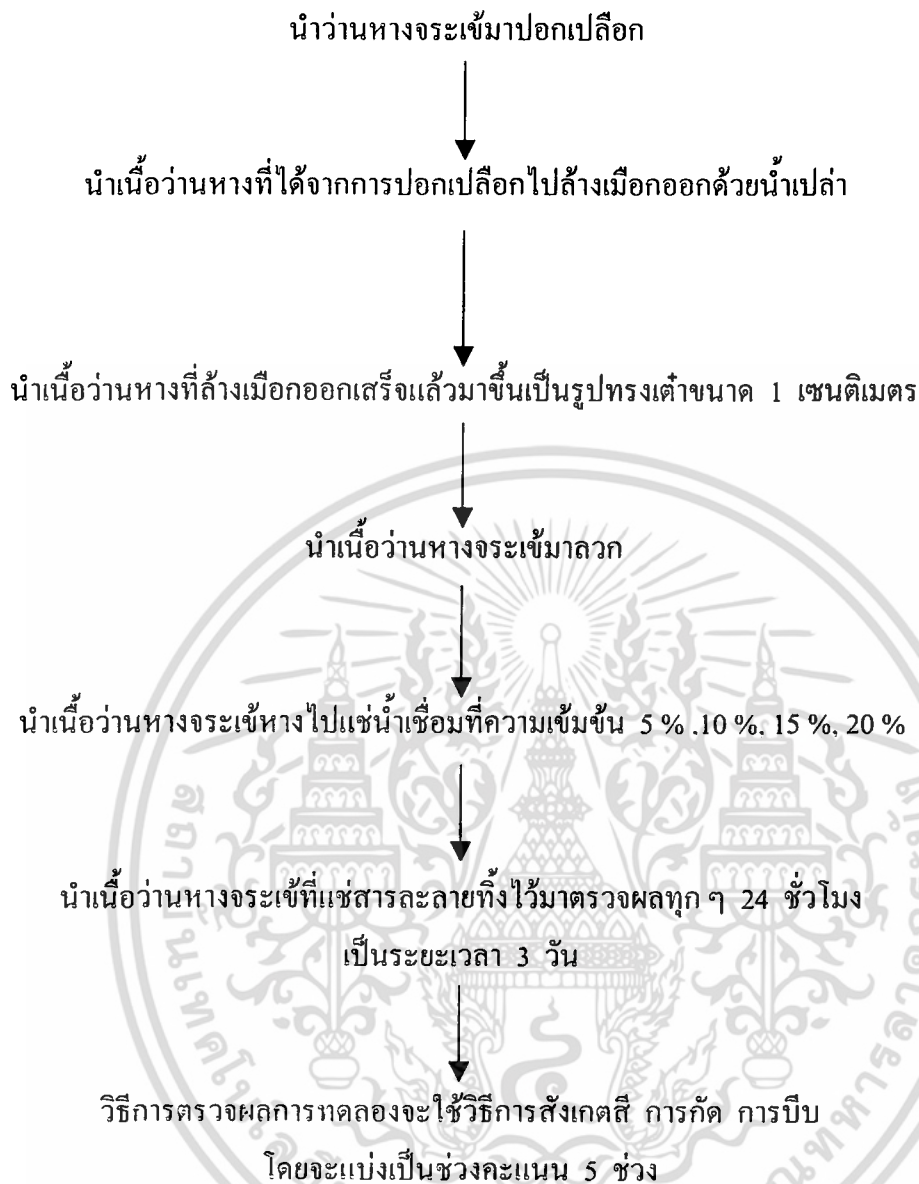 นำว่านหางจระเข้มาปอกเปลือก
นำเนื้อว่านหางที่ได้จากการปอกเปลือกไปล้างเมือกออกด้วยน้ำเปล่า
นำเนื้อว่านหางที่ล้างเมือกออกเสร็จแล้วมาขึ้นเป็นรูปทรงเต๋าขนาด 1 เซนติเมตร
นำเนื้อว่านหางจระเข้มาลวก
นำเนื้อว่านหางจระเข้หางไปแช่น้ำเชื่อมที่ความเข้มข้น 5 % .10 %. 15 %, 20 %
นำเนื้อว่านหางจระเข้ที่แช่สารละลายทิ้งไว้มาตรวจผลทุก ๆ 24 ชั่วโมง
เป็นระยะเวลา 3 วัน
วิธีการตรวจผลการทดลองจะใช้วิธีการสังเกตสี การกัด การบีบ
โดยจะแบ่งเป็นช่วงคะแนน 5 ช่วง